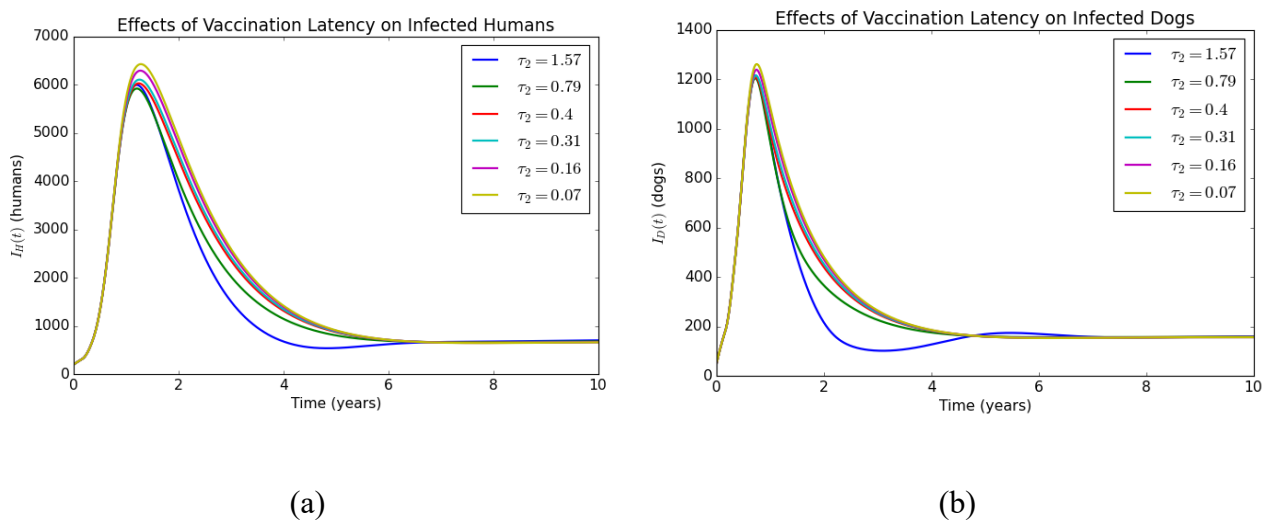 Effects of Vaccination Latency on Infected Humans
7000
6000
5000
4000
3000
2000
1000
0
I_H(t) (humans)
τ₂ = 1.57
τ₂ = 0.79
τ₂ = 0.4
τ₂ = 0.31
τ₂ = 0.16
τ₂ = 0.07
0 2 4 6 8 10
Time (years)
(a)
Effects of Vaccination Latency on Infected Dogs
1400
1200
1000
800
600
400
200
0
I_D(t) (dogs)
τ₂ = 1.57
τ₂ = 0.79
τ₂ = 0.4
τ₂ = 0.31
τ₂ = 0.16
τ₂ = 0.07
0 2 4 6 8 10
Time (years)
(b)